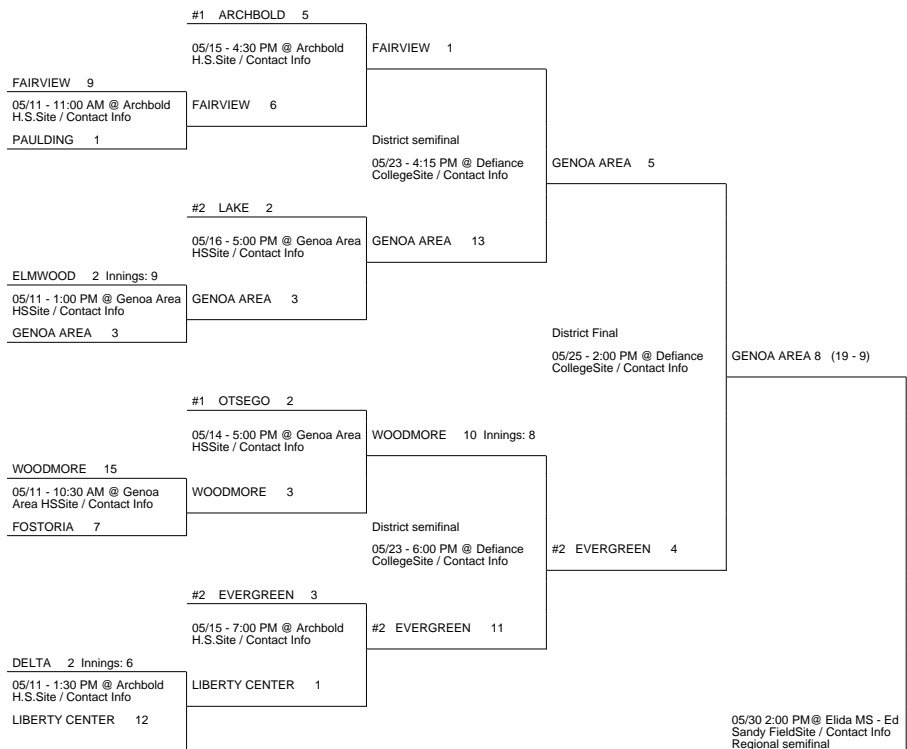 #1 ARCHBOLD 5
05/15 - 4:30 PM @ Archbold
H.S.Site / Contact Info
FAIRVIEW 1
FAIRVIEW 9
05/11 - 11:00 AM @ Archbold
H.S.Site / Contact Info
FAIRVIEW 6
PAULDING 1
District semifinal
05/23 - 4:15 PM @ Defiance
CollegeSite / Contact Info
GENOA AREA 5
#2 LAKE 2
05/16 - 5:00 PM @ Genoa Area
HSSite / Contact Info
GENOA AREA 13
ELMWOOD 2 Innings: 9
05/11 - 1:00 PM @ Genoa Area
HSSite / Contact Info
GENOA AREA 3
GENOA AREA 3
District Final
05/25 - 2:00 PM @ Defiance
CollegeSite / Contact Info
GENOA AREA 8 (19 - 9)
#1 OTSEGO 2
05/14 - 5:00 PM @ Genoa Area
HSSite / Contact Info
WOODMORE 10 Innings: 8
WOODMORE 15
05/11 - 10:30 AM @ Genoa
Area HSSite / Contact Info
WOODMORE 3
FOSTORIA 7
District semifinal
05/23 - 6:00 PM @ Defiance
CollegeSite / Contact Info
#2 EVERGREEN 4
#2 EVERGREEN 3
05/15 - 7:00 PM @ Archbold
H.S.Site / Contact Info
#2 EVERGREEN 11
DELTA 2 Innings: 6
05/11 - 1:30 PM @ Archbold
H.S.Site / Contact Info
LIBERTY CENTER 1
LIBERTY CENTER 12
05/30 2:00 PM@ Elida MS - Ed
Sandy FieldSite / Contact Info
Regional semifinal